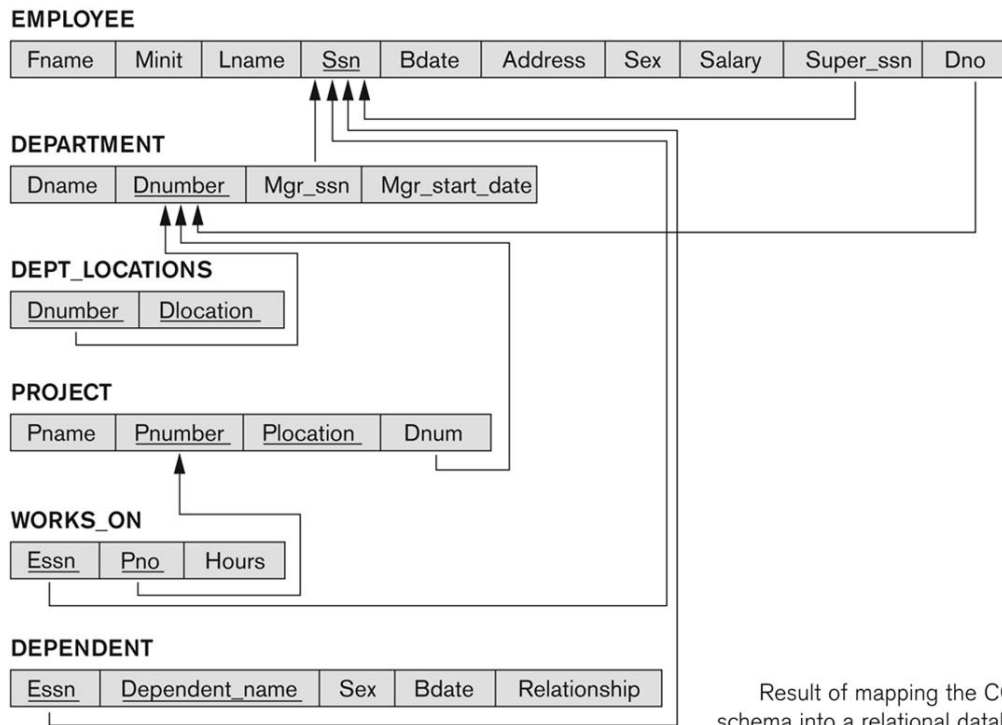 EMPLOYEE
Fname Minit Lname Ssn Bdate Address Sex Salary Super_ssn Dno
DEPARTMENT
Dname Dnumber Mgr_ssn Mgr_start_date
DEPT_LOCATIONS
Dnumber Dlocation
PROJECT
Pname Pnumber Plocation Dnum
WORKS_ON
Essn Pno Hours
DEPENDENT
Essn Dependent_name Sex Bdate Relationship
Result of mapping the
schema into a relational